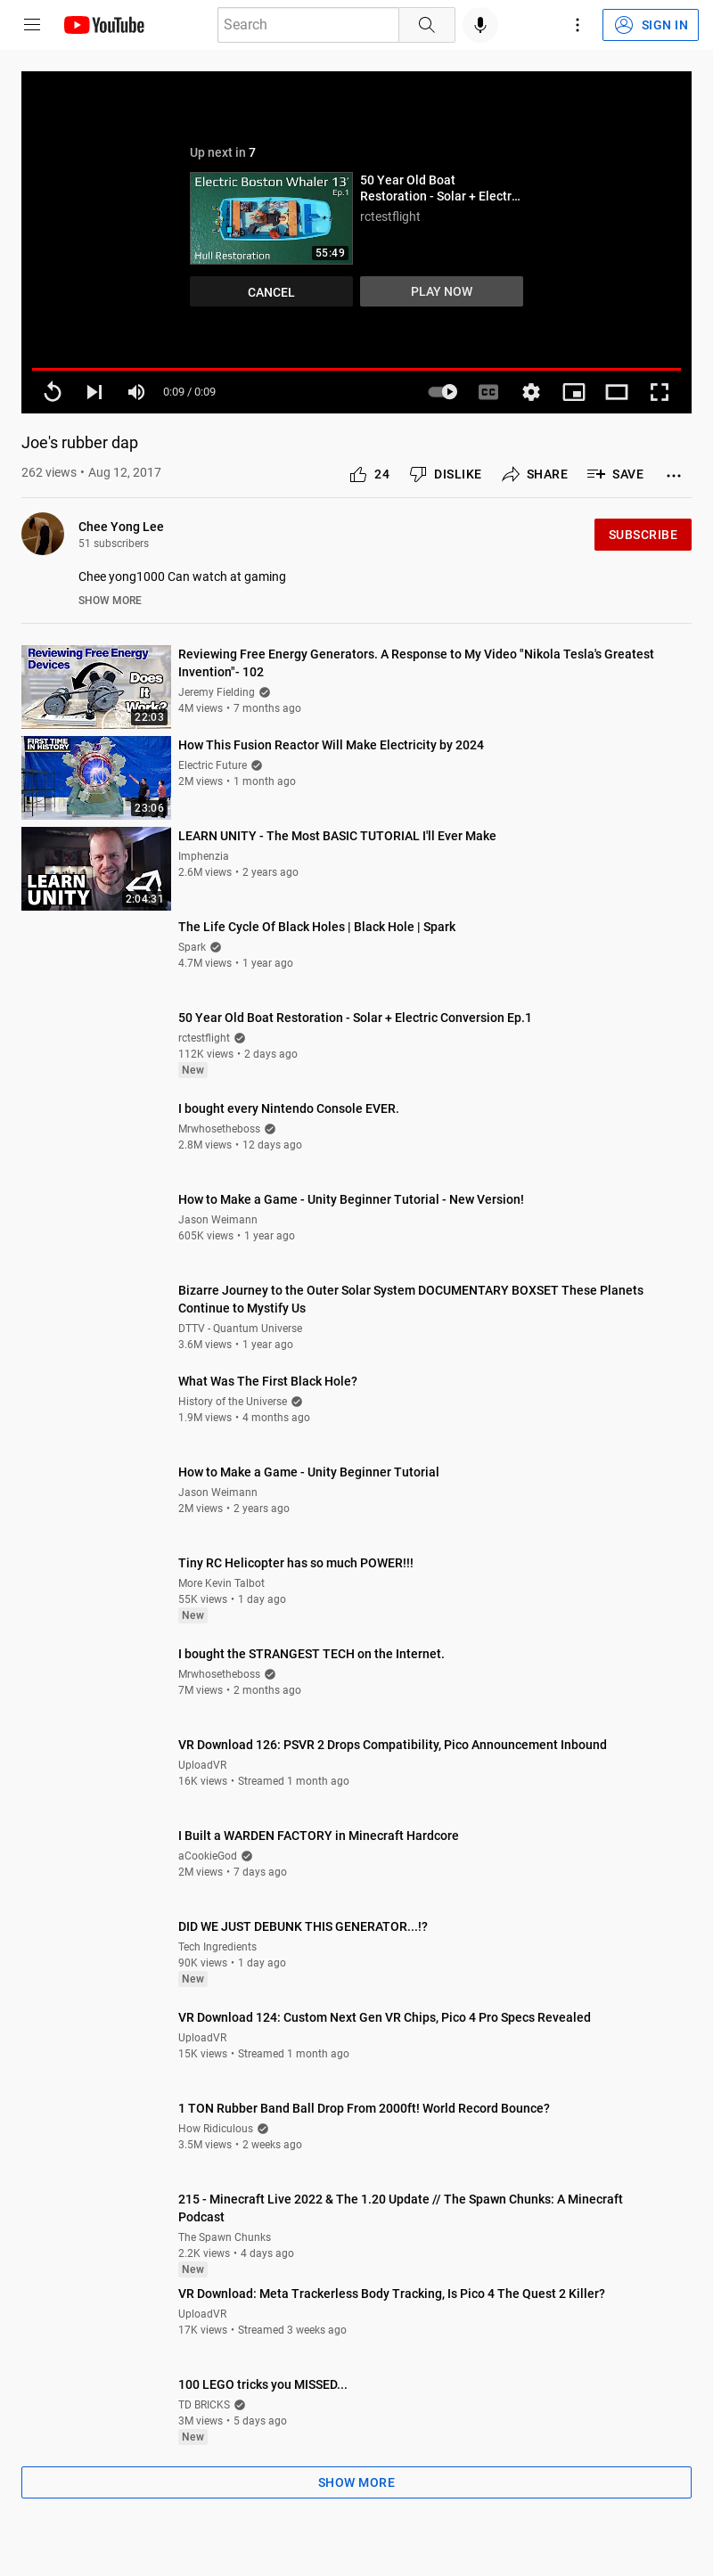 YouTube
Search
SIGN IN
Up next in 7
Electric Boston Whaler 13'
Ep.1
Hull Restoration
55:49
50 Year Old Boat
Restoration - Solar + Electr...
rctestflight
CANCEL
PLAY NOW
0:09 / 0:09
CC
Joe's rubber dap
262 views • Aug 12, 2017
24
DISLIKE
SHARE
SAVE
Chee Yong Lee
51 subscribers
SUBSCRIBE
Chee yong1000 Can watch at gaming
SHOW MORE
Reviewing Free Energy
Devices
Does
It
Work?
22:03
Reviewing Free Energy Generators. A Response to My Video "Nikola Tesla's Greatest
Invention"- 102
Jeremy Fielding
4M views • 7 months ago
FIRST TIME IN HISTORY
23:06
How This Fusion Reactor Will Make Electricity by 2024
Electric Future
2M views • 1 month ago
LEARN
UNITY
2:04:31
LEARN UNITY - The Most BASIC TUTORIAL I'll Ever Make
Imphenzia
2.6M views • 2 years ago
The Life Cycle Of Black Holes | Black Hole | Spark
Spark
4.7M views • 1 year ago
50 Year Old Boat Restoration - Solar + Electric Conversion Ep.1
rctestflight
112K views • 2 days ago
New
I bought every Nintendo Console EVER.
Mrwhosetheboss
2.8M views • 12 days ago
How to Make a Game - Unity Beginner Tutorial - New Version!
Jason Weimann
605K views • 1 year ago
Bizarre Journey to the Outer Solar System DOCUMENTARY BOXSET These Planets
Continue to Mystify Us
DTTV - Quantum Universe
3.6M views • 1 year ago
What Was The First Black Hole?
History of the Universe
1.9M views • 4 months ago
How to Make a Game - Unity Beginner Tutorial
Jason Weimann
2M views • 2 years ago
Tiny RC Helicopter has so much POWER!!!
More Kevin Talbot
55K views • 1 day ago
New
I bought the STRANGEST TECH on the Internet.
Mrwhosetheboss
7M views • 2 months ago
VR Download 126: PSVR 2 Drops Compatibility, Pico Announcement Inbound
UploadVR
16K views • Streamed 1 month ago
I Built a WARDEN FACTORY in Minecraft Hardcore
aCookieGod
2M views • 7 days ago
DID WE JUST DEBUNK THIS GENERATOR...!?
Tech Ingredients
90K views • 1 day ago
New
VR Download 124: Custom Next Gen VR Chips, Pico 4 Pro Specs Revealed
UploadVR
15K views • Streamed 1 month ago
1 TON Rubber Band Ball Drop From 2000ft! World Record Bounce?
How Ridiculous
3.5M views • 2 weeks ago
215 - Minecraft Live 2022 & The 1.20 Update // The Spawn Chunks: A Minecraft
Podcast
The Spawn Chunks
2.2K views • 4 days ago
New
VR Download: Meta Trackerless Body Tracking, Is Pico 4 The Quest 2 Killer?
UploadVR
17K views • Streamed 3 weeks ago
100 LEGO tricks you MISSED...
TD BRICKS
3M views • 5 days ago
New
SHOW MORE